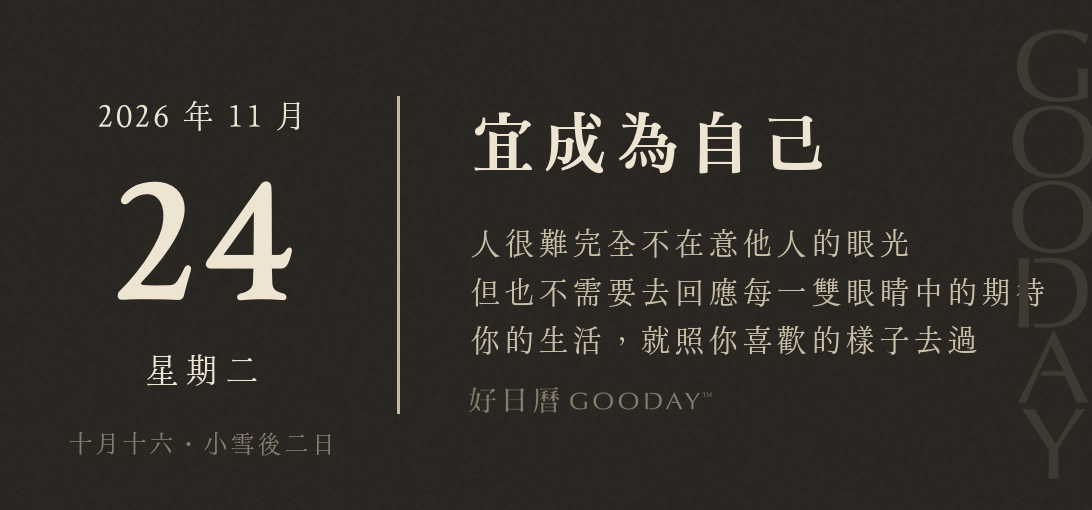 2026 年 11 月
24
星期二
十月十六・小雪後二日
宜成為自己
人很難完全不在意他人的眼光
但也不需要去回應每一雙眼睛中的期待
你的生活，就照你喜歡的樣子去過
好日曆 GOODAY™
GOODAY